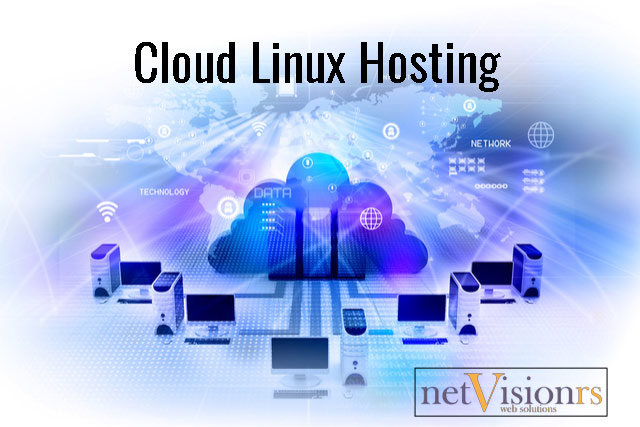 Cloud Linux Hosting
NETWORK
TECHNOLOGY
DATA
netVisionrs
web solutions